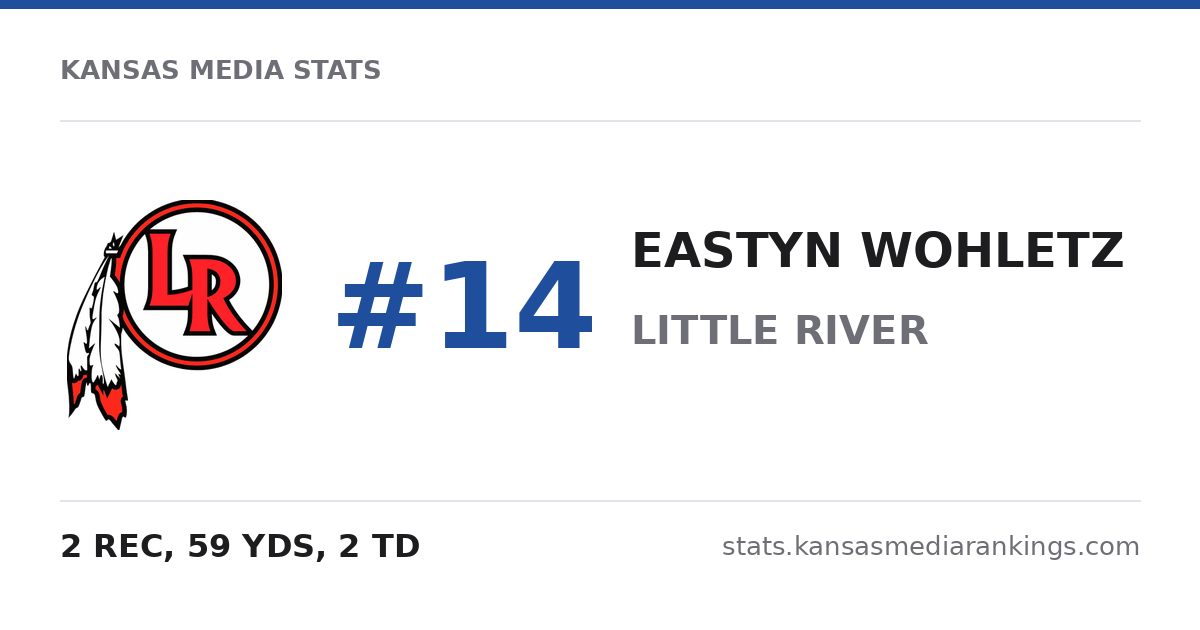 KANSAS MEDIA STATS
LR
#14
EASTYN WOHLETZ
LITTLE RIVER
2 REC, 59 YDS, 2 TD
stats.kansasmediarankings.com